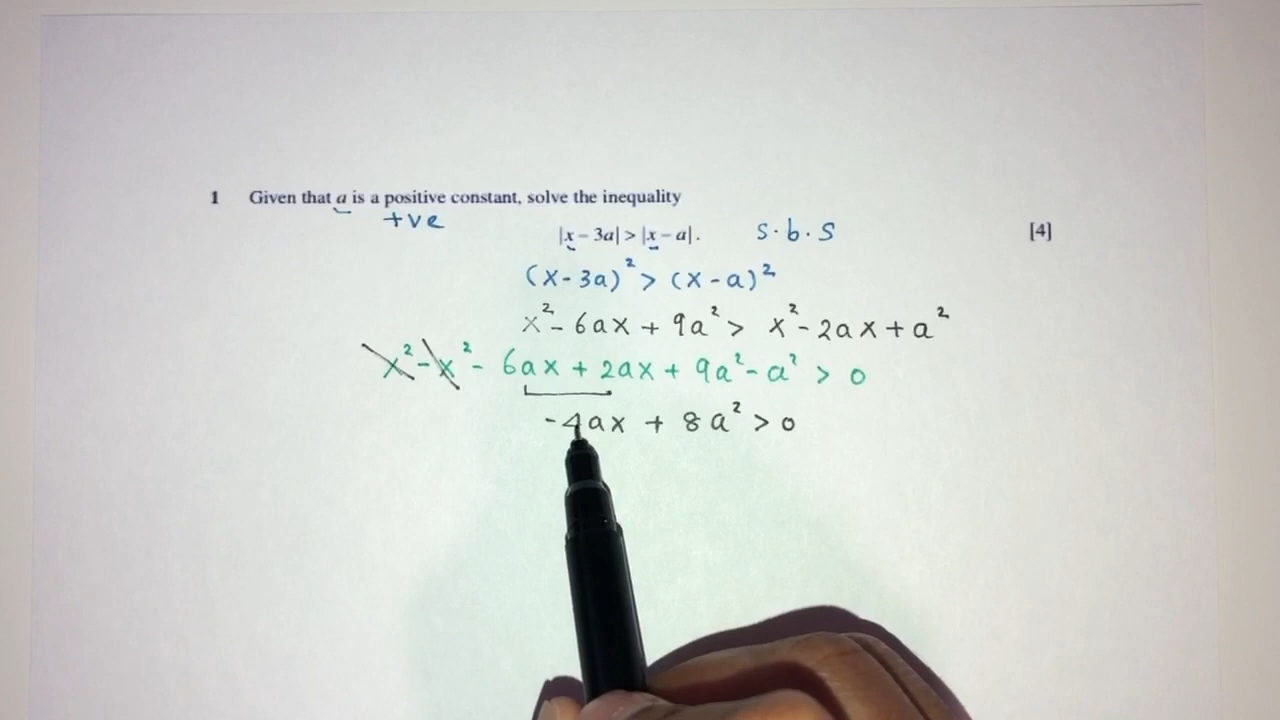 1 Given that a is a positive constant, solve the inequality
+ve
|x – 3a| > |x – a|. s.b.s [4]
(x-3a)² > (x-a)²
x² - 6ax + 9a² > x² - 2ax + a²
x² - x² - 6ax + 2ax + 9a² - a² > 0
-4ax + 8a² > 0